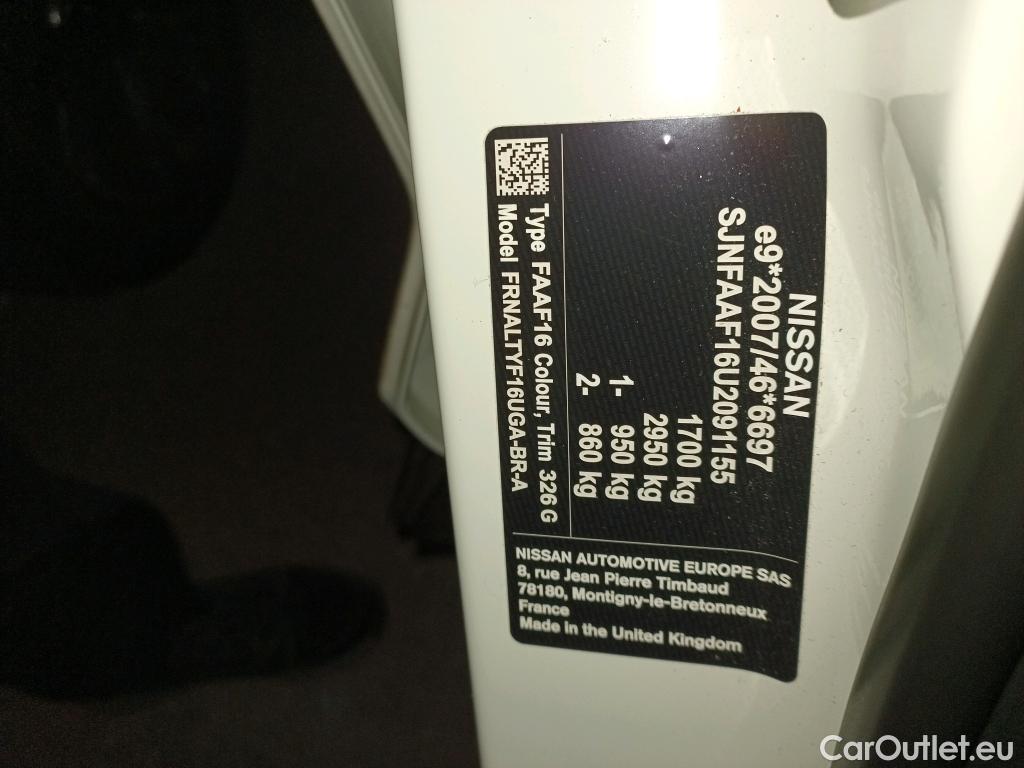 NISSAN
e9*2007/46*6697
SJNFAAF16U2091155
1700 kg
2950 kg
1- 950 kg
2- 860 kg
Type FAAF16 Colour, Trim 326 G
Model FRNALTYF16UGA-BR-A
NISSAN AUTOMOTIVE EUROPE SAS
8, rue Jean Pierre Timbaud
78180, Montigny-le-Bretonneux
France
Made in the United Kingdom
CarOutlet.eu